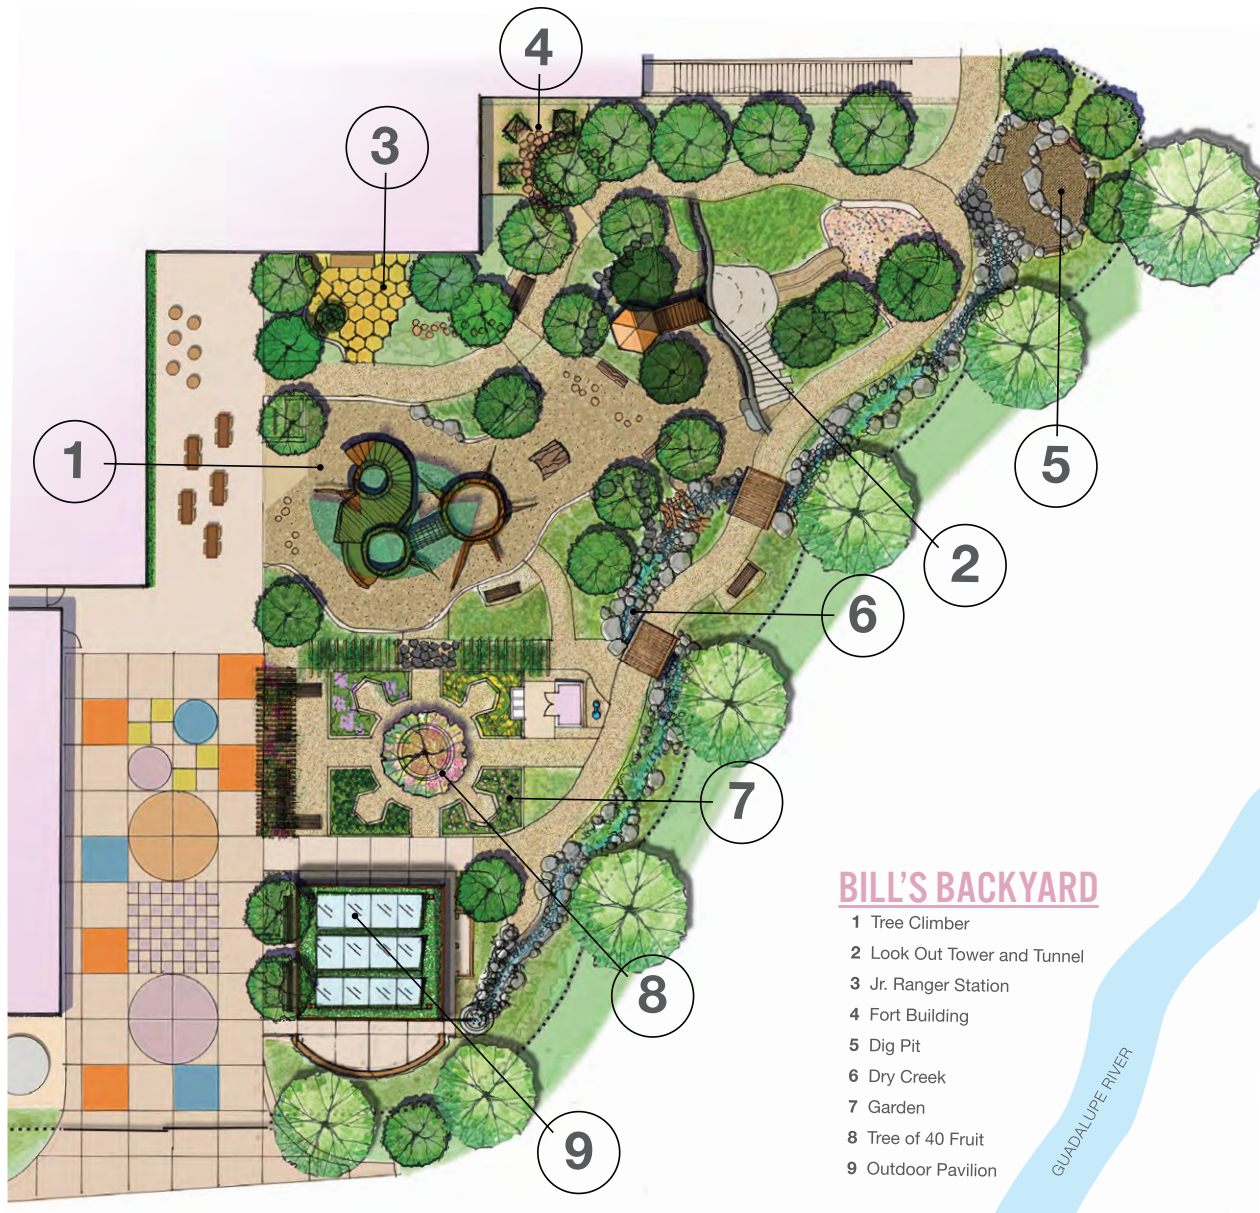 4
3
1
5
2
6
7
8
9
BILL'S BACKYARD
1 Tree Climber
2 Look Out Tower and Tunnel
3 Jr. Ranger Station
4 Fort Building
5 Dig Pit
6 Dry Creek
7 Garden
8 Tree of 40 Fruit
9 Outdoor Pavilion
GUADALUPE RIVER